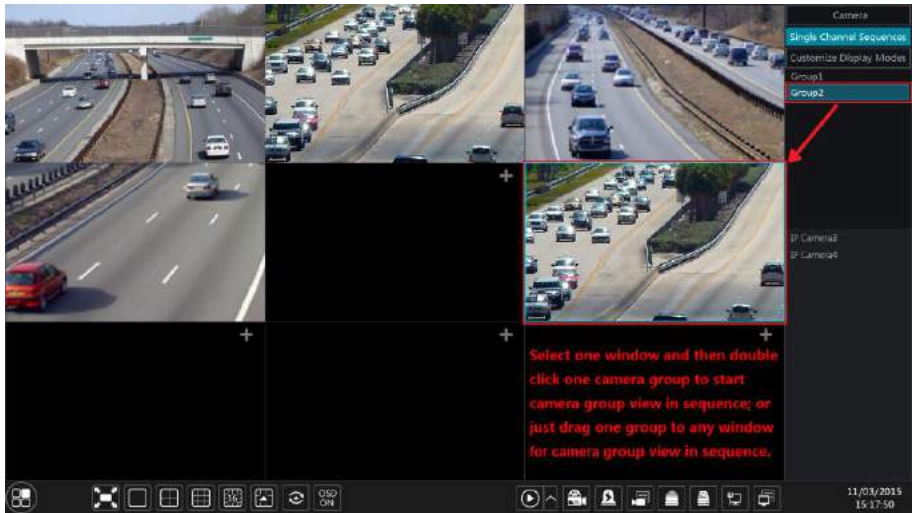 Camera
Single Channel Sequences
Customize Display Modes
Group1
Group2
IP Camera3
IP Camera4
Select one window and then double
click one camera group to start
camera group view in sequence; or
just drag one group to any window
for camera group view in sequence.
16
OSD
ON
11/03/2015
15:17:50